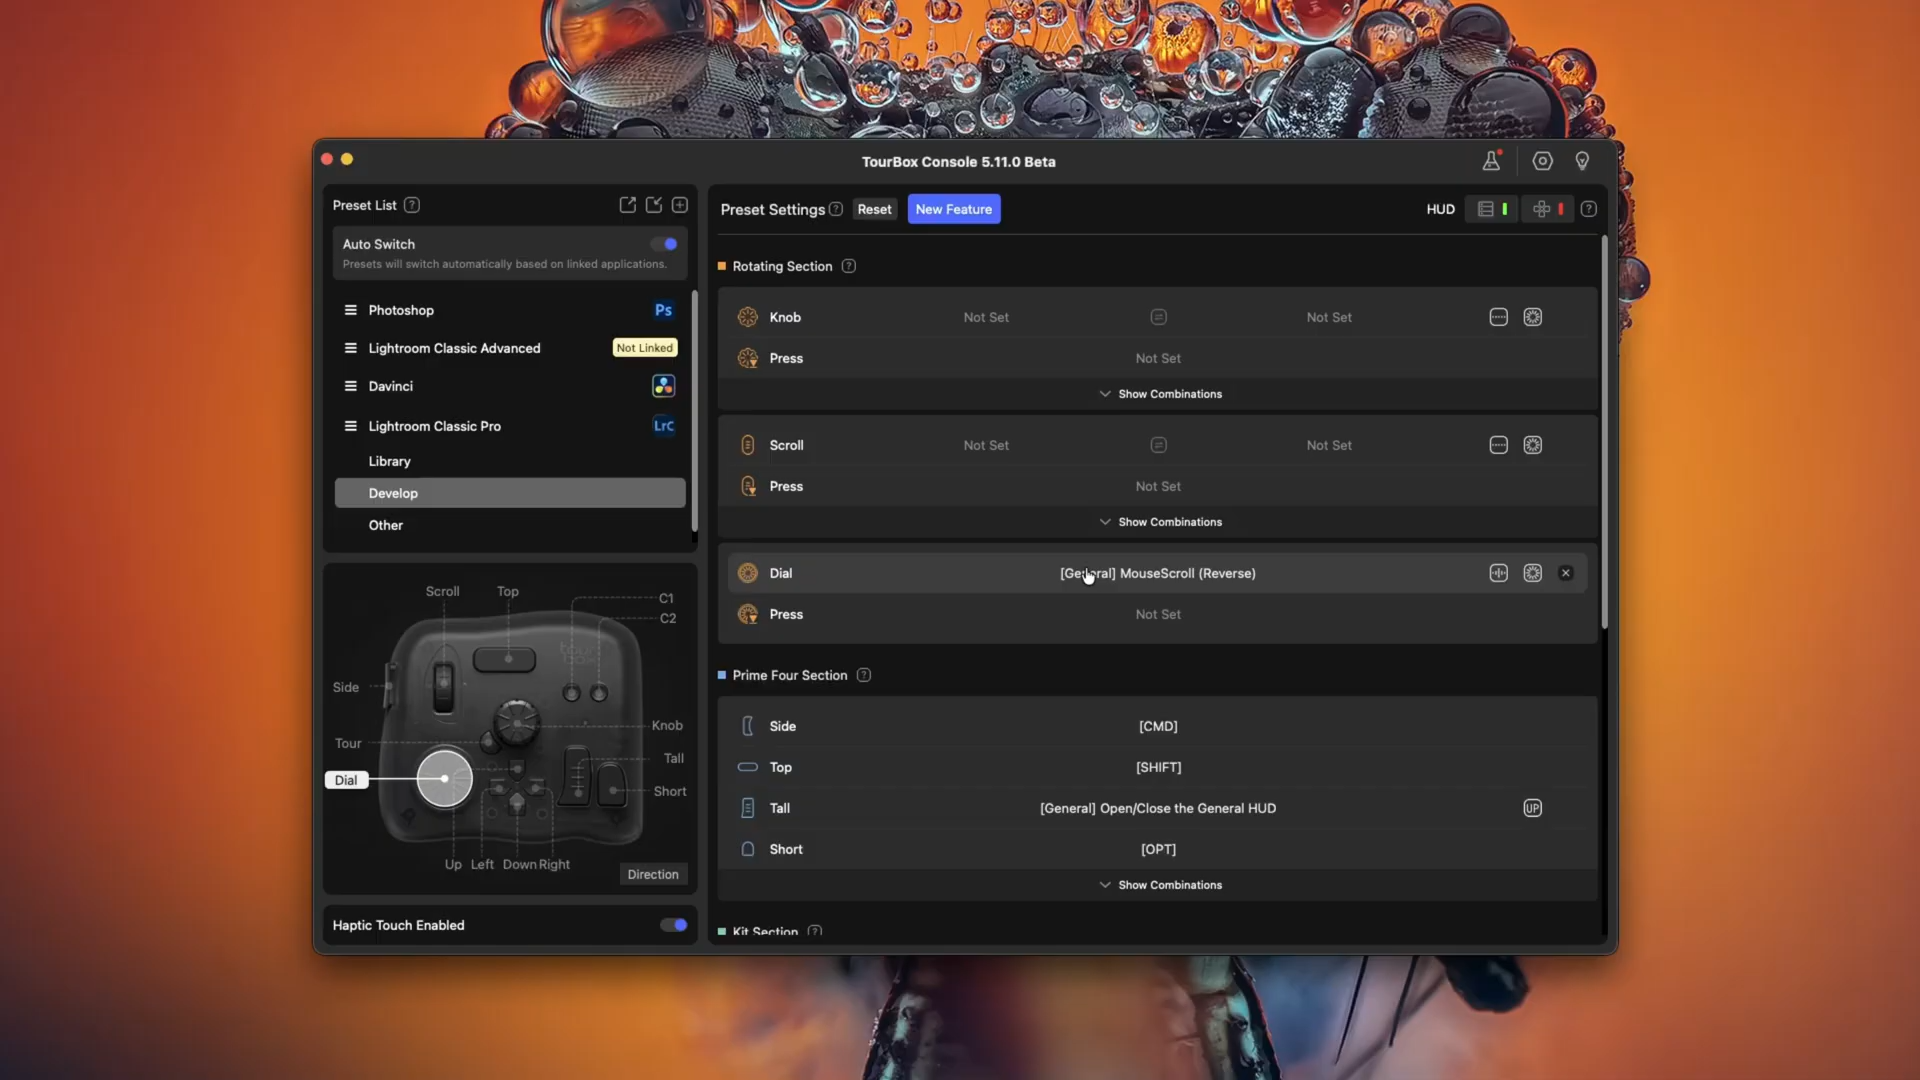 TourBox Console 5.11.0 Beta
Preset List ?
Auto Switch
Presets will switch automatically based on linked applications.
Photoshop Ps
Lightroom Classic Advanced Not Linked
Davinci
Lightroom Classic Pro LrC
Library
Develop
Other
Scroll Top C1
C2
Side
Knob
Tour
Tall
Dial
Short
Up Left Down Right
Direction
Haptic Touch Enabled
Preset Settings ? Reset New Feature HUD ?
Rotating Section ?
Knob Not Set Not Set
Press Not Set
Show Combinations
Scroll Not Set Not Set
Press Not Set
Show Combinations
Dial [General] MouseScroll (Reverse)
Press Not Set
Prime Four Section ?
Side [CMD]
Top [SHIFT]
Tall [General] Open/Close the General HUD UP
Short [OPT]
Show Combinations
Kit Section ?